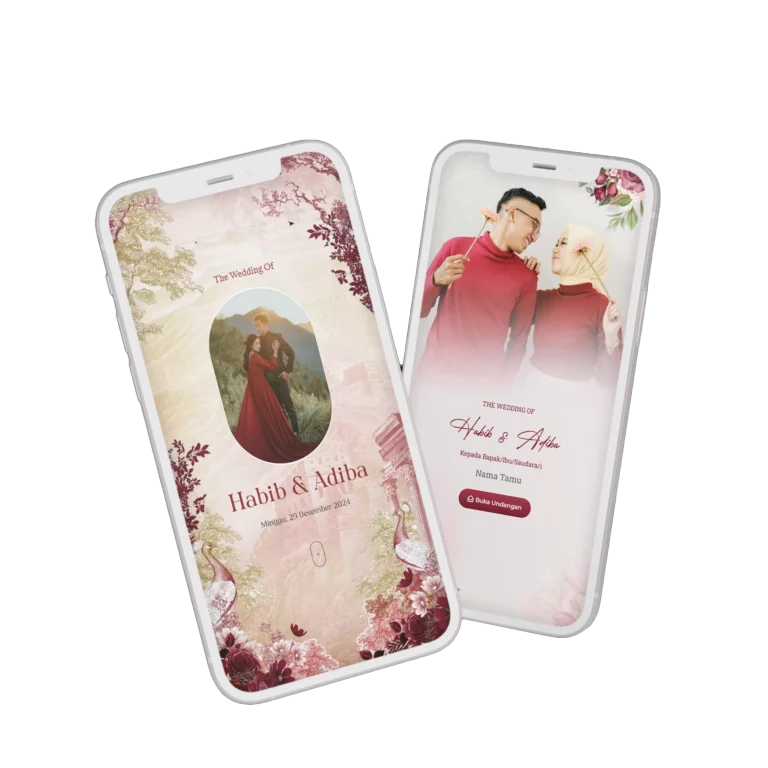 The Wedding Of
Habib & Adiba
Minggu, 29 Desember 2024
THE WEDDING OF
Habib & Adiba
Kepada Bapak/Ibu/Saudara/i
Nama Tamu
Buka Undangan